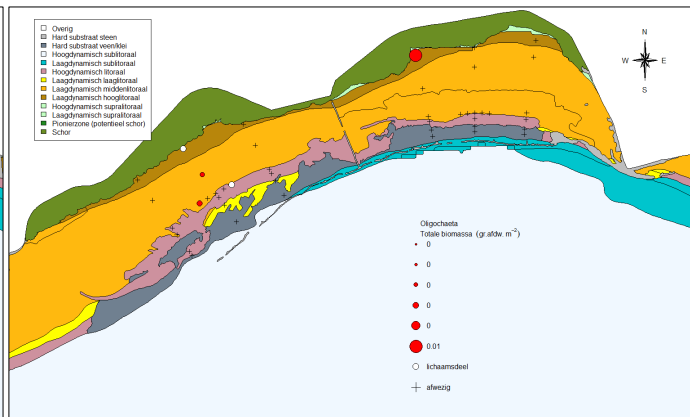 Overig
Hard substraat steen
Hard substraat veen/klei
Hoogdynamisch sublitoraal
Laagdynamisch sublitoraal
Hoogdynamisch litoraal
Laagdynamisch laaglitoraal
Laagdynamisch middenlitoraal
Laagdynamisch hooglitoraal
Hoogdynamisch supralitoraal
Laagdynamisch supralitoraal
Pionierzone (potentieel schor)
Schor
N
W E
S
Oligochaeta
Totale biomassa (gr.afdw. m⁻²)
0
0
0
0
0
0.01
lichaamsdeel
afwezig